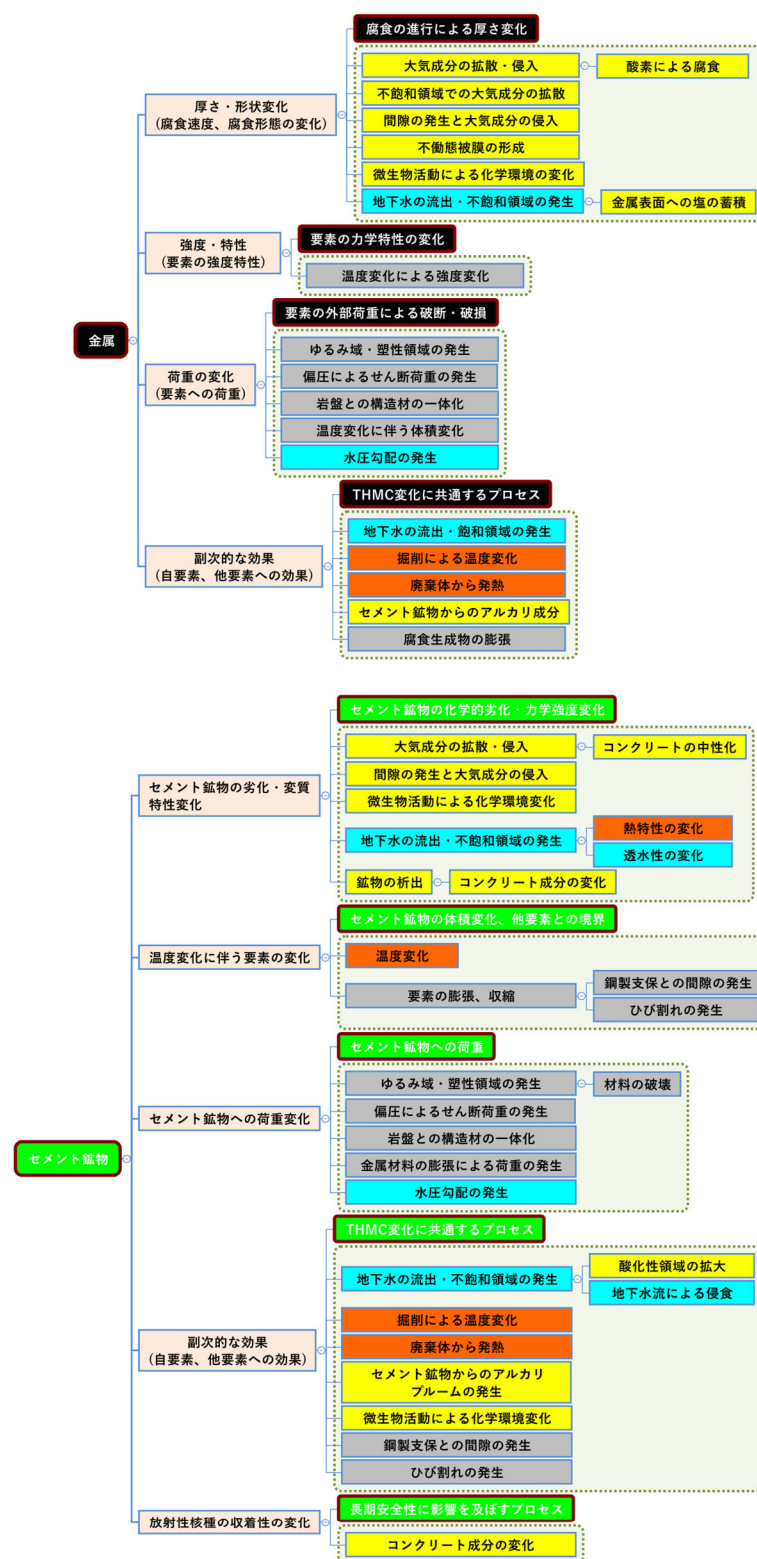 腐食の進行による厚さ変化
大気成分の拡散・侵入
酸素による腐食
不飽和領域での大気成分の拡散
厚さ・形状変化
(腐食速度、腐食形態の変化)
間隙の発生と大気成分の侵入
不働態被膜の形成
微生物活動による化学環境の変化
地下水の流出・不飽和領域の発生
金属表面への塩の蓄積
強度・特性
(要素の強度特性)
要素の力学特性の変化
温度変化による強度変化
金属
要素の外部荷重による破断・破損
荷重の変化
(要素への荷重)
ゆるみ域・塑性領域の発生
偏圧によるせん断荷重の発生
岩盤との構造材の一体化
温度変化に伴う体積変化
水圧勾配の発生
THMC変化に共通するプロセス
副次的な効果
(自要素、他要素への効果)
地下水の流出・飽和領域の発生
掘削による温度変化
廃棄体から発熱
セメント鉱物からのアルカリ成分
腐食生成物の膨張
セメント鉱物の化学的劣化・力学強度変化
大気成分の拡散・侵入
コンクリートの中性化
セメント鉱物の劣化・変質
特性変化
間隙の発生と大気成分の侵入
微生物活動による化学環境変化
地下水の流出・不飽和領域の発生
熱特性の変化
透水性の変化
鉱物の析出
コンクリート成分の変化
セメント鉱物の体積変化、他要素との境界
温度変化に伴う要素の変化
温度変化
要素の膨張、収縮
鋼製支保との間隙の発生
ひび割れの発生
セメント鉱物への荷重
セメント鉱物への荷重変化
ゆるみ域・塑性領域の発生
材料の破壊
偏圧によるせん断荷重の発生
岩盤との構造材の一体化
金属材料の膨張による荷重の発生
水圧勾配の発生
セメント鉱物
THMC変化に共通するプロセス
地下水の流出・不飽和領域の発生
酸化性領域の拡大
地下水流による侵食
副次的な効果
(自要素、他要素への効果)
掘削による温度変化
廃棄体から発熱
セメント鉱物からのアルカリ
プルームの発生
微生物活動による化学環境変化
鋼製支保との間隙の発生
ひび割れの発生
放射性核種の収着性の変化
長期安全性に影響を及ぼすプロセス
コンクリート成分の変化